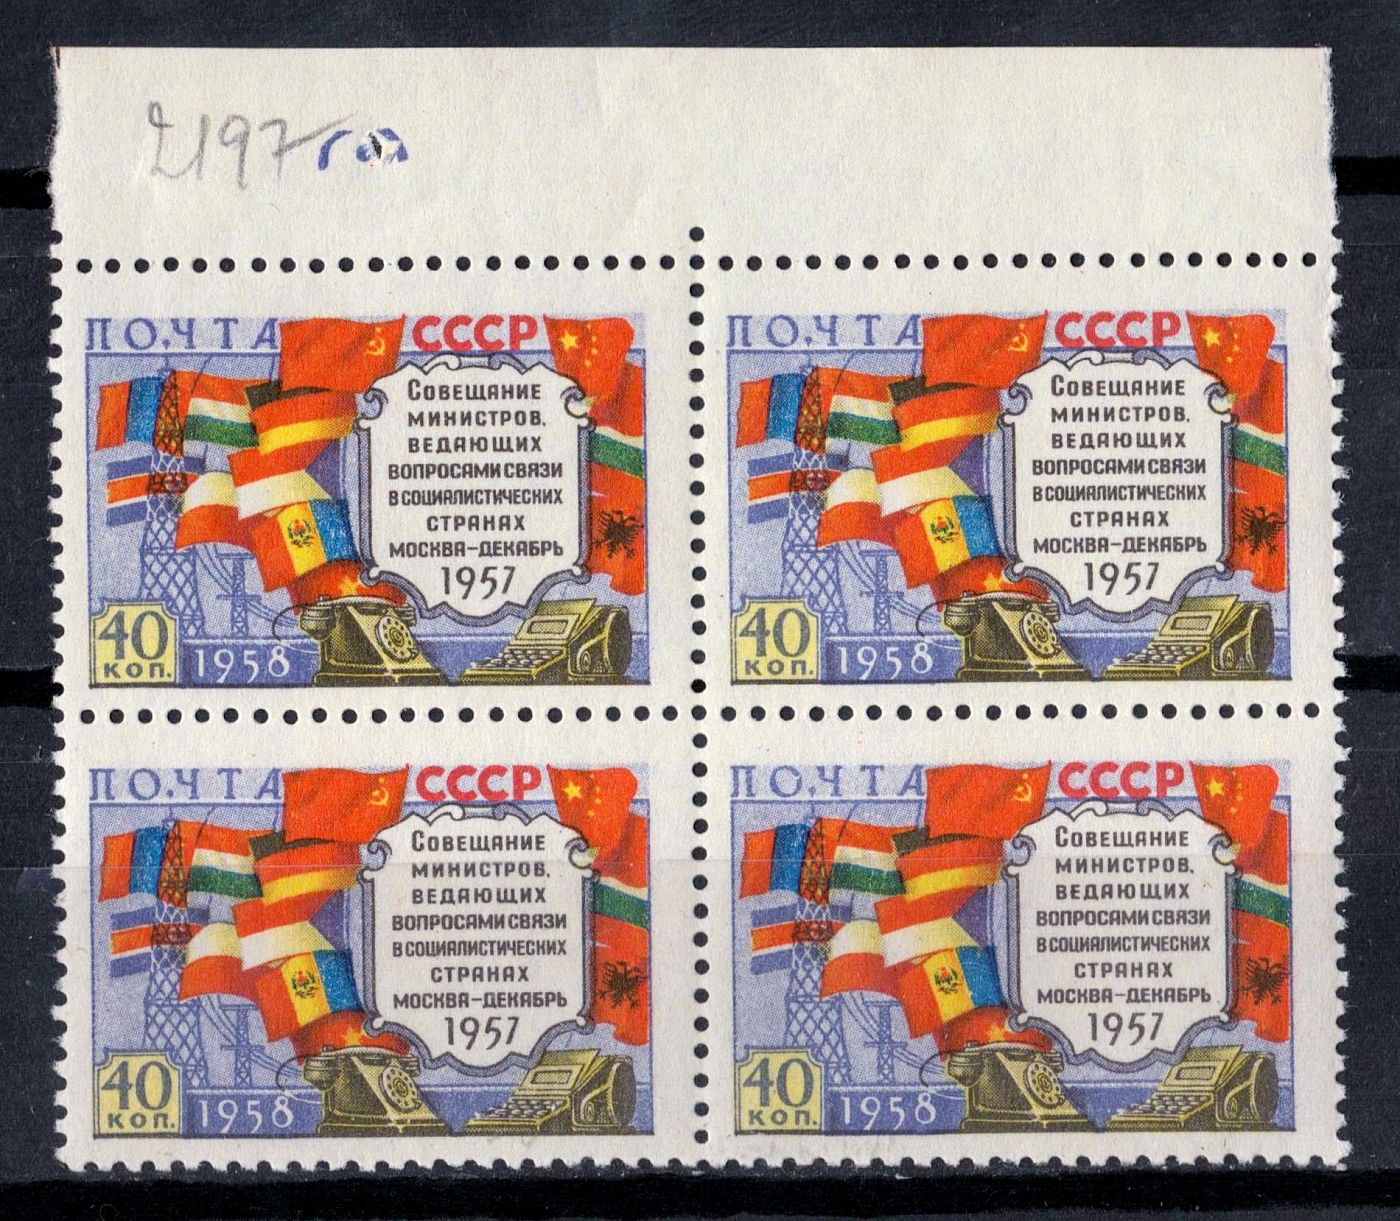 2197
ПОЧТА СССР
СОВЕЩАНИЕ
МИНИСТРОВ,
ВЕДАЮЩИХ
ВОПРОСАМИ СВЯЗИ
В СОЦИАЛИСТИЧЕСКИХ
СТРАНАХ
МОСКВА–ДЕКАБРЬ
1957
40
КОП.
1958
ПОЧТА СССР
СОВЕЩАНИЕ
МИНИСТРОВ,
ВЕДАЮЩИХ
ВОПРОСАМИ СВЯЗИ
В СОЦИАЛИСТИЧЕСКИХ
СТРАНАХ
МОСКВА–ДЕКАБРЬ
1957
40
КОП.
1958
ПОЧТА СССР
СОВЕЩАНИЕ
МИНИСТРОВ,
ВЕДАЮЩИХ
ВОПРОСАМИ СВЯЗИ
В СОЦИАЛИСТИЧЕСКИХ
СТРАНАХ
МОСКВА–ДЕКАБРЬ
1957
40
КОП.
1958
ПОЧТА СССР
СОВЕЩАНИЕ
МИНИСТРОВ,
ВЕДАЮЩИХ
ВОПРОСАМИ СВЯЗИ
В СОЦИАЛИСТИЧЕСКИХ
СТРАНАХ
МОСКВА–ДЕКАБРЬ
1957
40
КОП.
1958